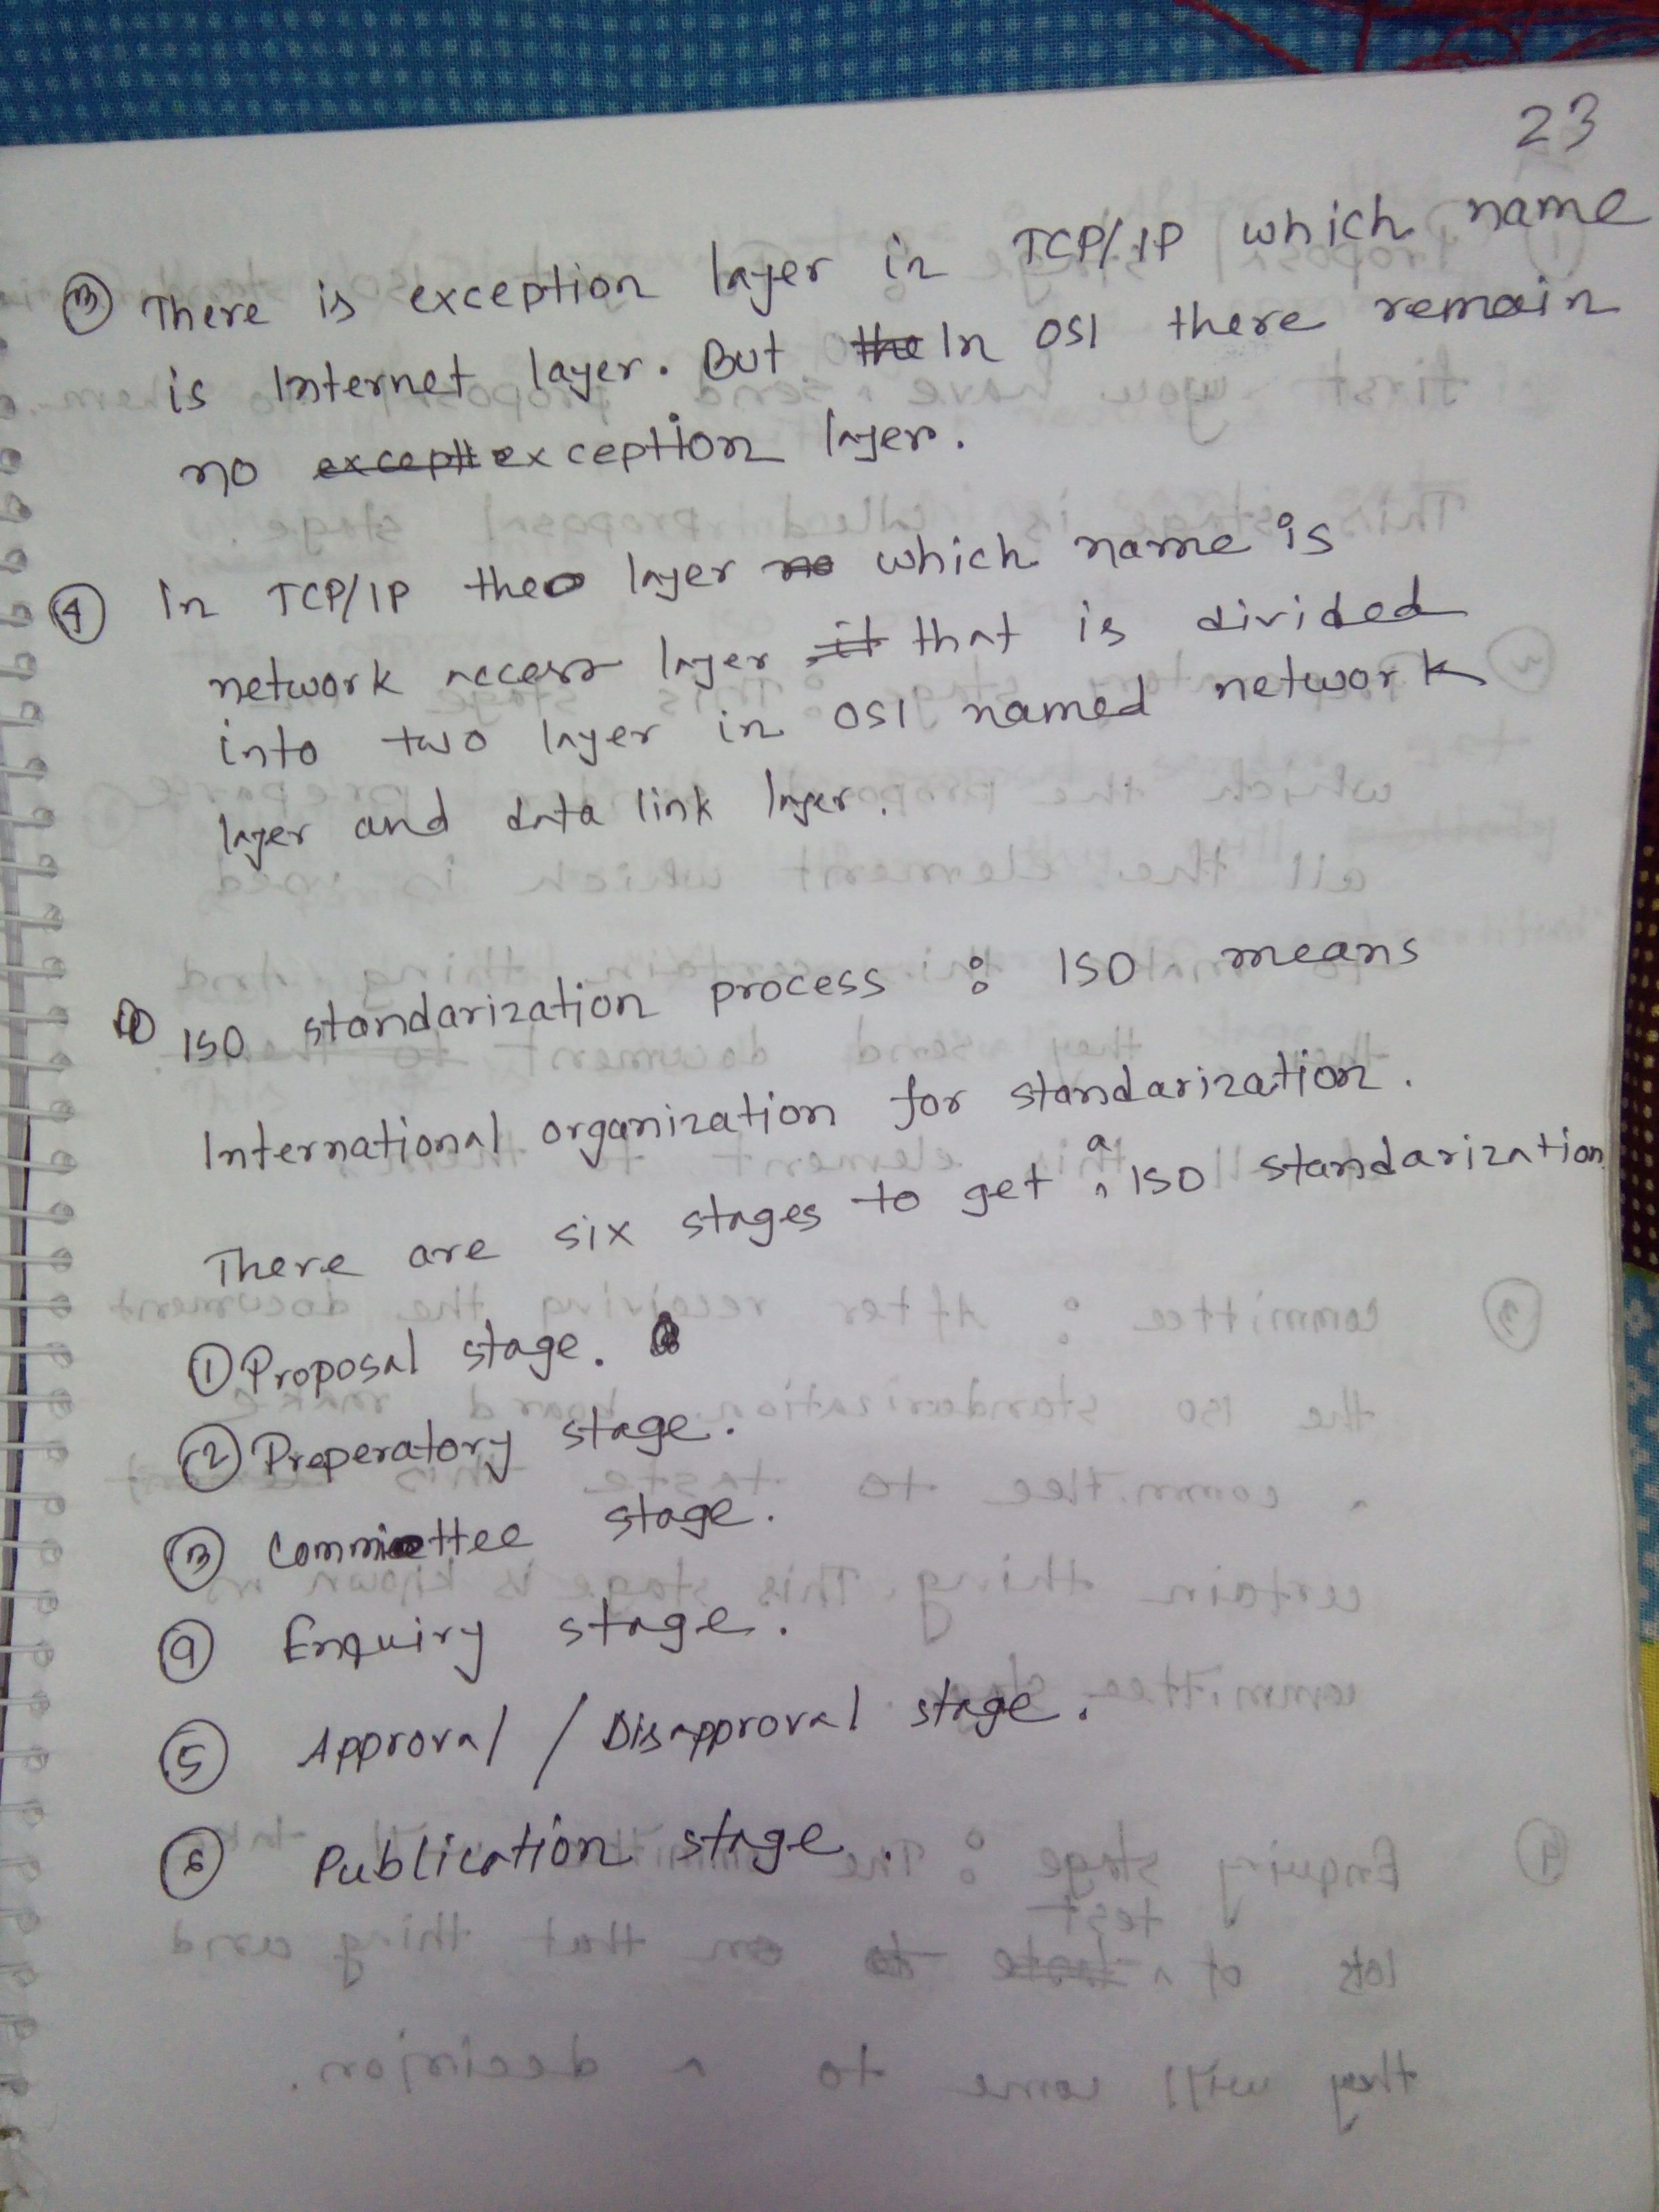 23
③ There is exception layer in TCP/IP which name
is Internet layer. But the In OSI there remain
no excepti exception layer.
④ In TCP/IP the layer no which name is
network access layer it that is divided
into two layer in OSI named network
layer and data link layer.
ISO standarization process : ISO means
International organization for standarization.
There are six stages to get a ISO standarization
① Proposal stage.
② Preperatory stage.
③ Committee stage.
④ Enquiry stage.
⑤ Approval / Disapproval stage.
⑥ Publication stage.